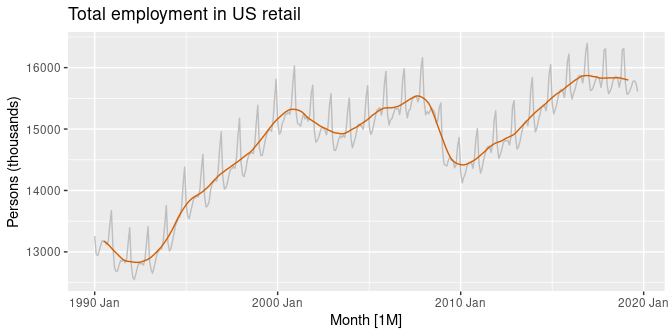 Total employment in US retail
Persons (thousands)
16000
15000
14000
13000
1990 Jan
2000 Jan
2010 Jan
2020 Jan
Month [1M]